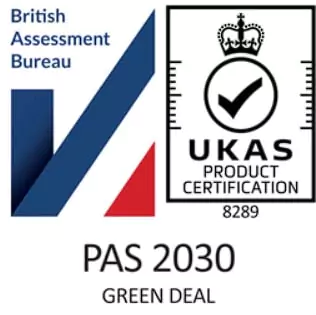 British
Assessment
Bureau
UKAS
PRODUCT
CERTIFICATION
8289
PAS 2030
GREEN DEAL